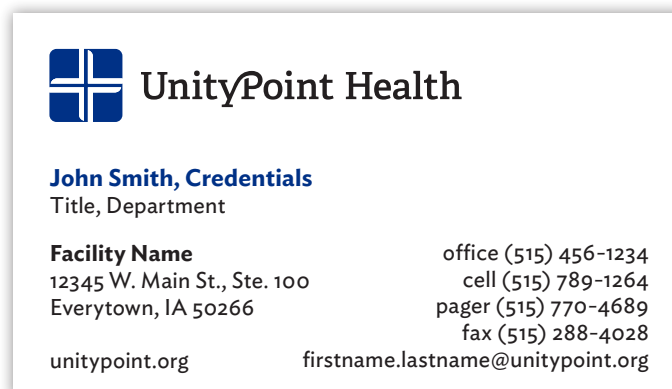 UnityPoint Health
John Smith, Credentials
Title, Department
Facility Name
12345 W. Main St., Ste. 100
Everytown, IA 50266
unitypoint.org
office (515) 456-1234
cell (515) 789-1264
pager (515) 770-4689
fax (515) 288-4028
firstname.lastname@unitypoint.org